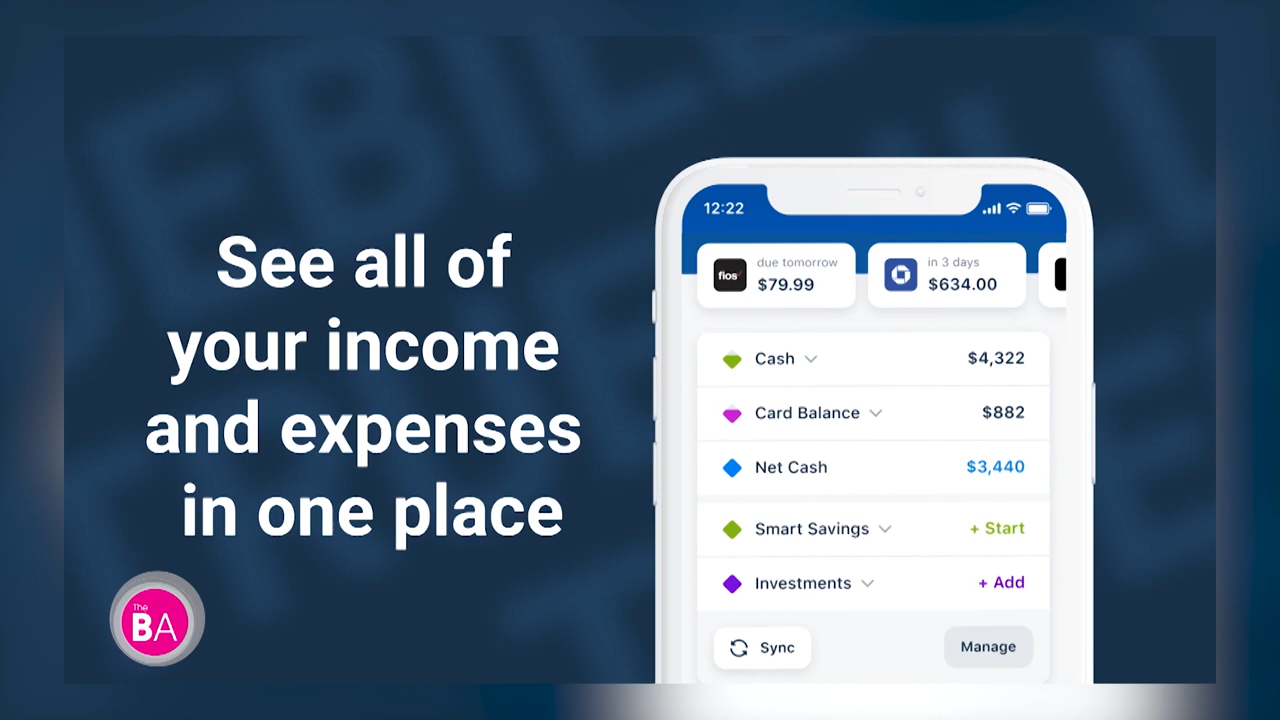 See all of
your income
and expenses
in one place
The
BA
12:22
fios
due tomorrow
$79.99
in 3 days
$634.00
Cash
$4,322
Card Balance
$882
Net Cash
$3,440
Smart Savings
+ Start
Investments
+ Add
Sync
Manage